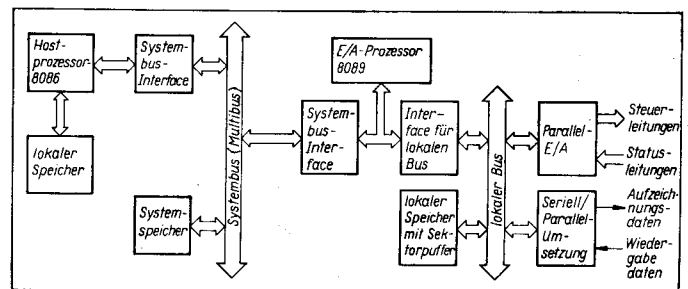 Host-
prozessor
8086
System-
bus-
Interface
lokaler
Speicher
System-
speicher
Systembus (Multibus)
E/A-Prozessor
8089
System-
bus-
Interface
Inter-
face für
lokalen
Bus
lokaler
Speicher
mit Sek-
torpuffer
lokaler Bus
Parallel-
E/A
Seriell/
Parallel-
Um-
setzung
Steuer-
leitungen
Status-
leitungen
Aufzeich-
nungs-
daten
Wieder-
gabe
daten